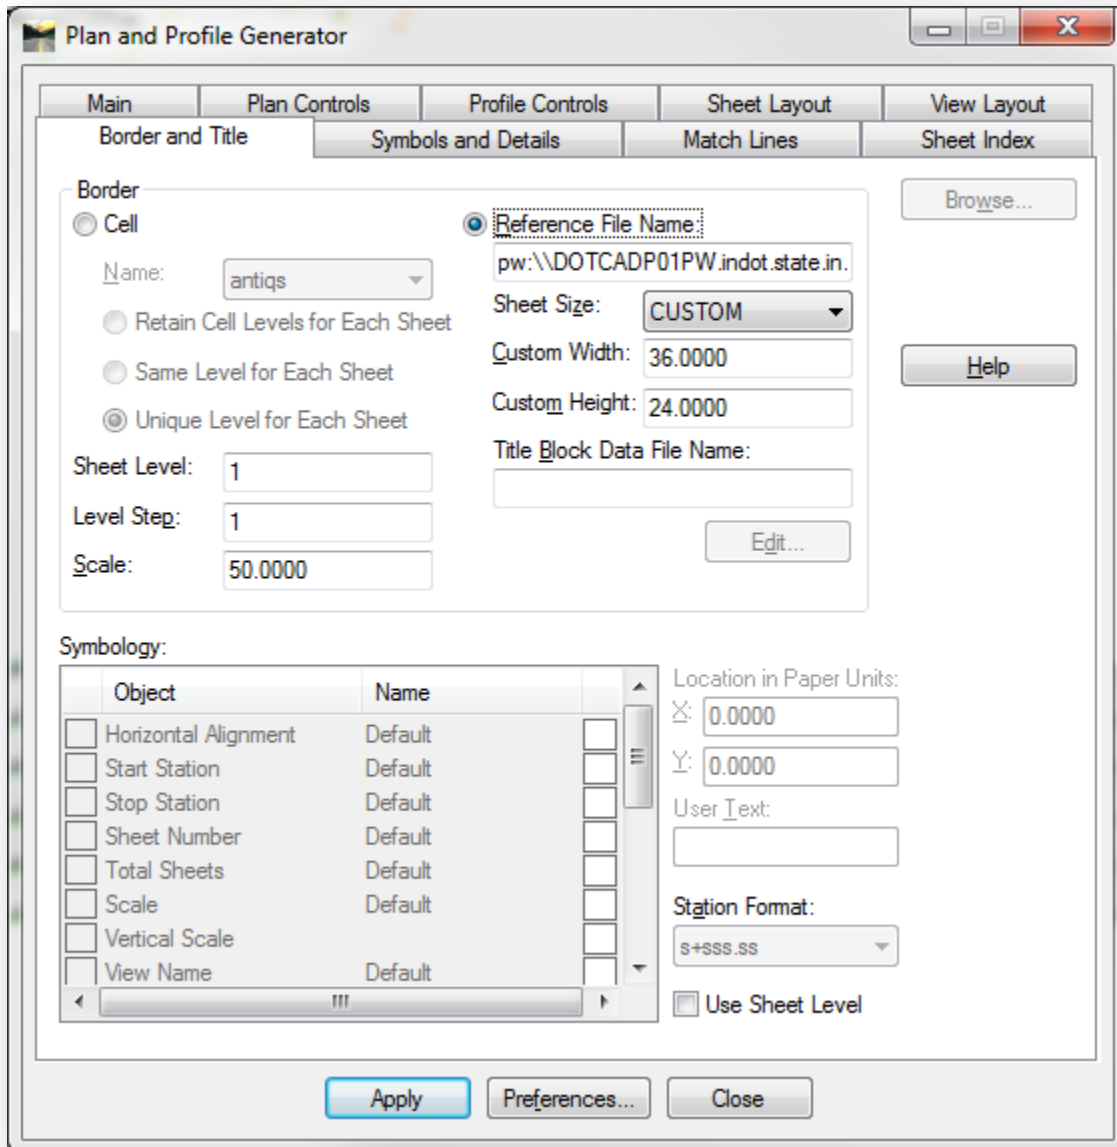 Plan and Profile Generator
Main Plan Controls Profile Controls Sheet Layout View Layout
Border and Title Symbols and Details Match Lines Sheet Index
Border
Cell
Name: antiqs
Retain Cell Levels for Each Sheet
Same Level for Each Sheet
Unique Level for Each Sheet
Sheet Level: 1
Level Step: 1
Scale: 50.0000
Reference File Name:
pw:\\DOTCADP01PW.indot.state.in.
Sheet Size: CUSTOM
Custom Width: 36.0000
Custom Height: 24.0000
Title Block Data File Name:
Edit...
Browse...
Help
Symbology:
Object Name
Horizontal Alignment Default
Start Station Default
Stop Station Default
Sheet Number Default
Total Sheets Default
Scale Default
Vertical Scale
View Name Default
Location in Paper Units:
X: 0.0000
Y: 0.0000
User Text:
Station Format:
s+sss.ss
Use Sheet Level
Apply Preferences... Close